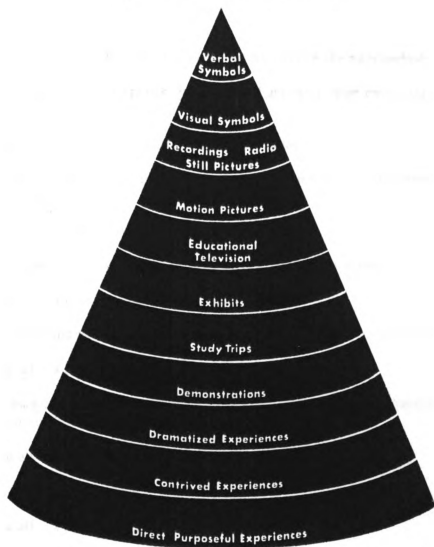 Verbal
Symbols
Visual Symbols
Recordings Radio
Still Pictures
Motion Pictures
Educational
Television
Exhibits
Study Trips
Demonstrations
Dramatized Experiences
Contrived Experiences
Direct Purposeful Experiences